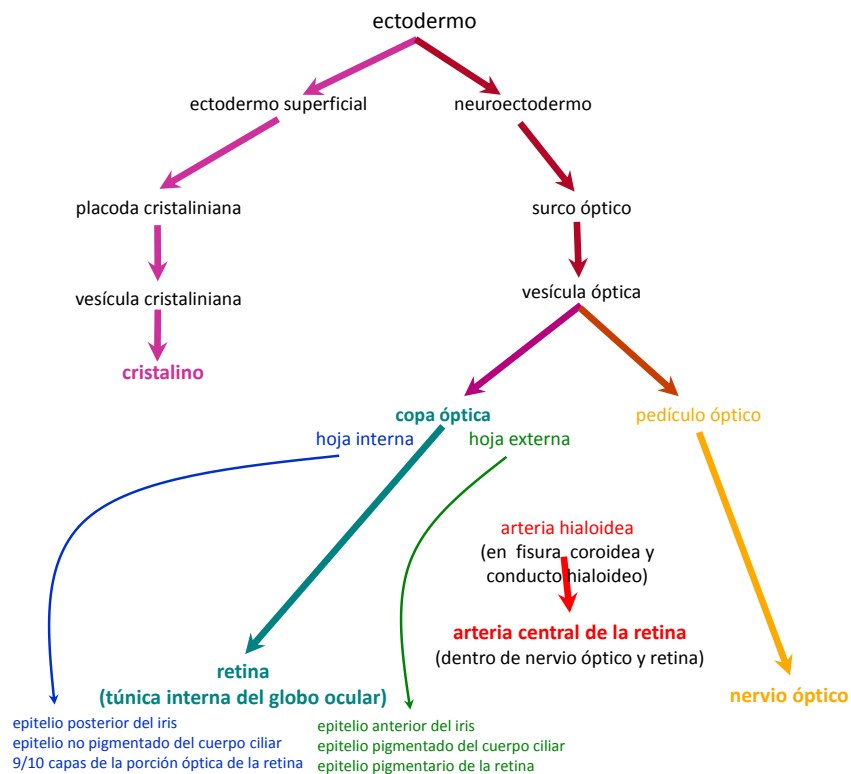 ectodermo
ectodermo superficial
neuroectodermo
placoda cristaliniana
surco óptico
vesícula cristaliniana
vesícula óptica
cristalino
copa óptica
pedículo óptico
hoja interna
hoja externa
arteria hialoidea
(en fisura coroidea y
conducto hialoideo)
arteria central de la retina
(dentro de nervio óptico y retina)
retina
(túnica interna del globo ocular)
nervio óptico
epitelio posterior del iris
epitelio no pigmentado del cuerpo ciliar
9/10 capas de la porción óptica de la retina
epitelio anterior del iris
epitelio pigmentado del cuerpo ciliar
epitelio pigmentario de la retina